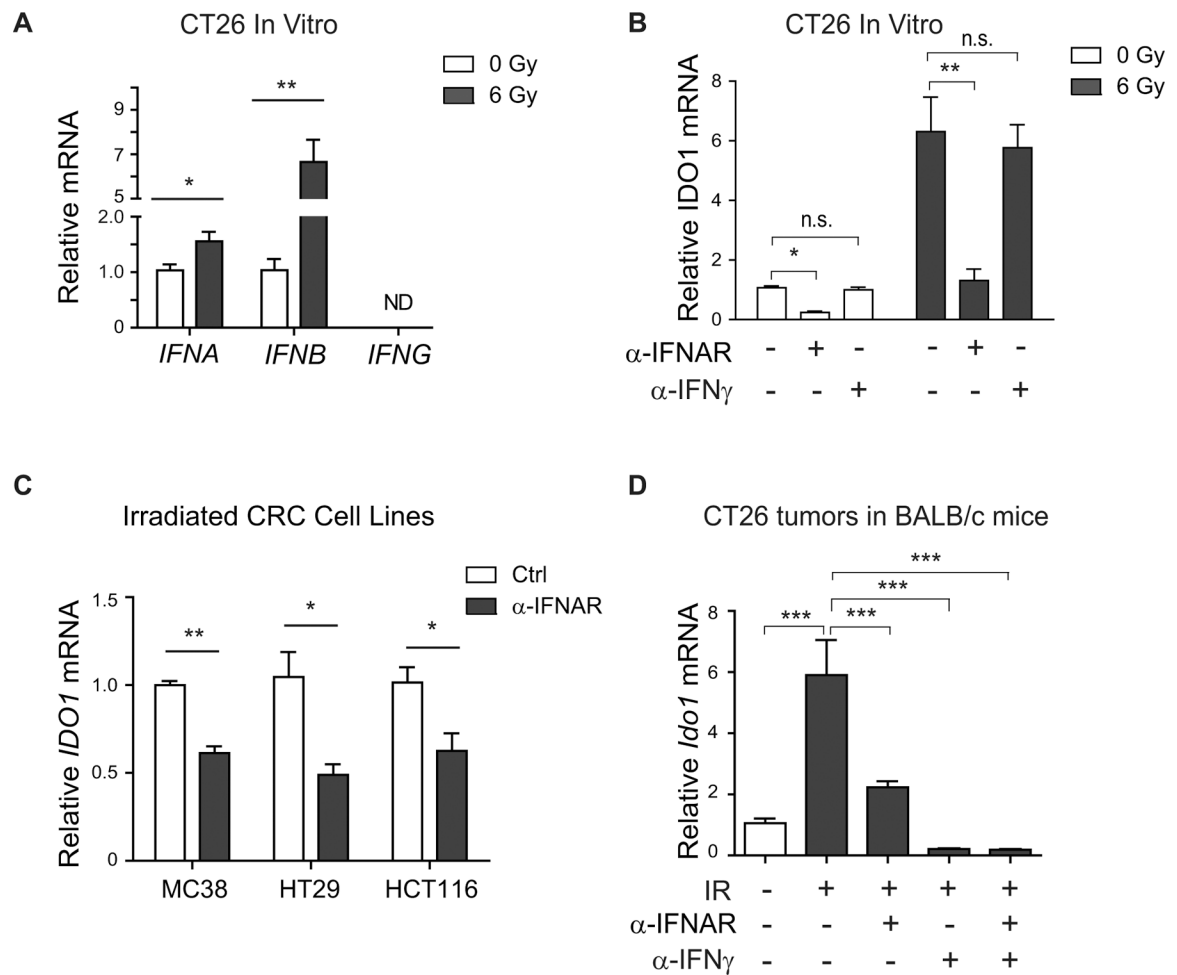 A
CT26 In Vitro
0 Gy
6 Gy
Relative mRNA
9
7
5
2.0
1.0
0
*
**
ND
IFNA IFNB IFNG
B
CT26 In Vitro
0 Gy
6 Gy
Relative IDO1 mRNA
8
6
4
2
0
n.s.
*
n.s.
**
α-IFNAR - + - - + -
α-IFNγ - - + - - +
C
Irradiated CRC Cell Lines
Ctrl
α-IFNAR
Relative IDO1 mRNA
1.5
1.0
0.5
0
**
*
*
MC38 HT29 HCT116
D
CT26 tumors in BALB/c mice
Relative Ido1 mRNA
8
6
4
2
0
***
***
*** ***
IR - + + + +
α-IFNAR - - + - +
α-IFNγ - - - + +